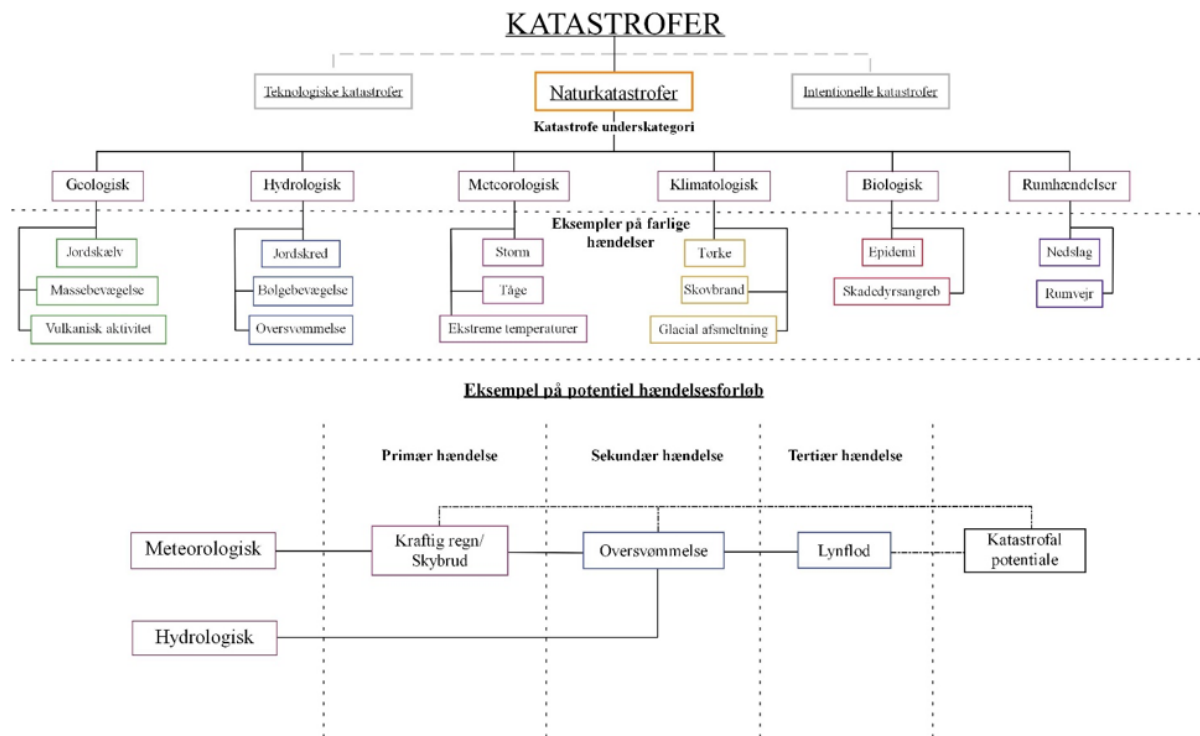 KATASTROFER
Teknologiske katastrofer
Naturkatastrofer
Intentionelle katastrofer
Katastrofe underskategori
Geologisk
Hydrologisk
Meteorologisk
Klimatologisk
Biologisk
Rumhændelser
Eksempler på farlige
hændelser
Jordskælv
Jordskred
Storm
Tørke
Epidemi
Nedslag
Massebevægelse
Bølgebevægelse
Tåge
Skovbrand
Skadedyrsangreb
Rumvejr
Vulkanisk aktivitet
Oversvømmelse
Ekstreme temperaturer
Glacial afsmeltning
Eksempel på potentiel hændelsesforløb
Primær hændelse
Sekundær hændelse
Tertiær hændelse
Meteorologisk
Kraftig regn/
Skybrud
Oversvømmelse
Lynflod
Katastrofal
potentiale
Hydrologisk